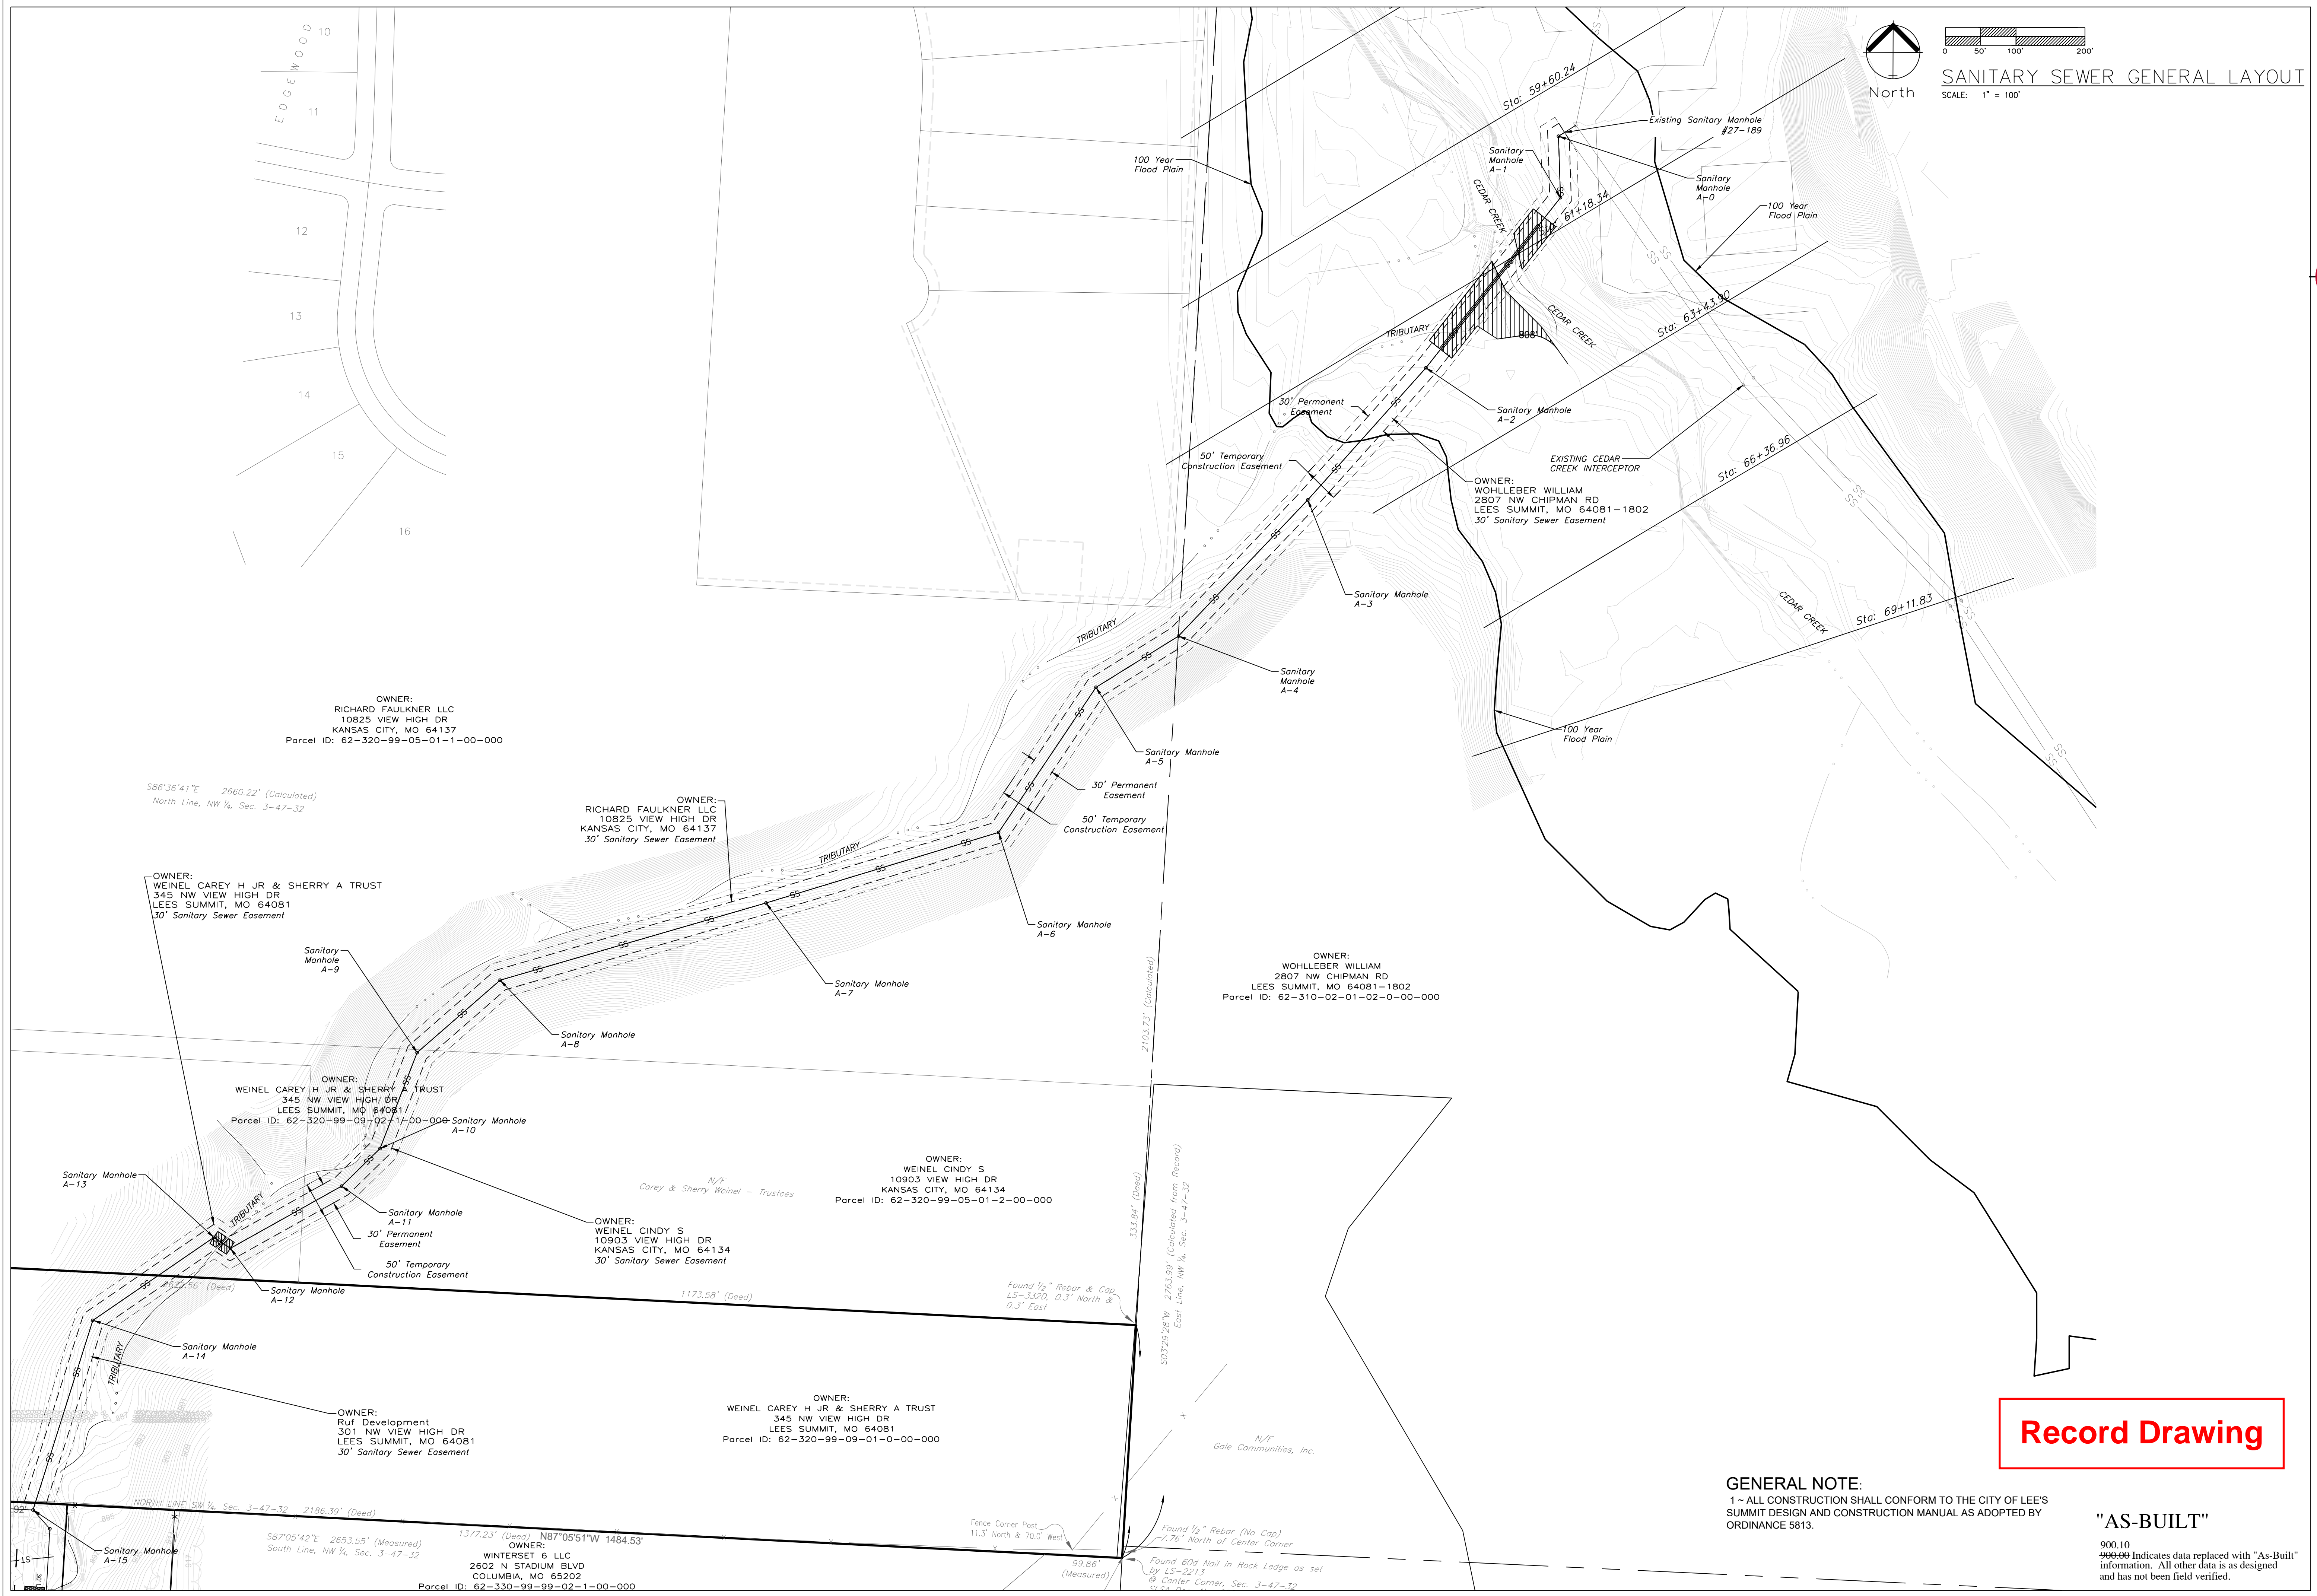 North
0 50' 100' 200'
SANITARY SEWER GENERAL LAYOUT
SCALE: 1" = 100'
EDGEWOOD
10
11
12
13
14
15
16
Sta: 59+60.24
61+18.34
Sta: 63+43.90
Sta: 66+36.96
Sta: 69+11.83
Existing Sanitary Manhole
#27-189
Sanitary
Manhole
A-1
Sanitary
Manhole
A-0
100 Year
Flood Plain
100 Year
Flood Plain
CEDAR CREEK
CEDAR CREEK
TRIBUTARY
808'
30' Permanent
Easement
Sanitary Manhole
A-2
50' Temporary
Construction Easement
EXISTING CEDAR
CREEK INTERCEPTOR
OWNER:
WOHLLEBER WILLIAM
2807 NW CHIPMAN RD
LEES SUMMIT, MO 64081-1802
30' Sanitary Sewer Easement
Sanitary Manhole
A-3
CEDAR CREEK
TRIBUTARY
Sanitary
Manhole
A-4
100 Year
Flood Plain
OWNER:
RICHARD FAULKNER LLC
10825 VIEW HIGH DR
KANSAS CITY, MO 64137
Parcel ID: 62-320-99-05-01-1-00-000
Sanitary Manhole
A-5
30' Permanent
Easement
50' Temporary
Construction Easement
S86°36'41"E 2660.22' (Calculated)
North Line, NW ¼, Sec. 3-47-32
OWNER:
RICHARD FAULKNER LLC
10825 VIEW HIGH DR
KANSAS CITY, MO 64137
30' Sanitary Sewer Easement
TRIBUTARY
OWNER:
WEINEL CAREY H JR & SHERRY A TRUST
345 NW VIEW HIGH DR
LEES SUMMIT, MO 64081
30' Sanitary Sewer Easement
Sanitary Manhole
A-6
Sanitary
Manhole
A-9
Sanitary Manhole
A-7
2103.73' (Calculated)
OWNER:
WOHLLEBER WILLIAM
2807 NW CHIPMAN RD
LEES SUMMIT, MO 64081-1802
Parcel ID: 62-310-02-01-02-0-00-000
Sanitary Manhole
A-8
OWNER:
WEINEL CAREY H JR & SHERRY A TRUST
345 NW VIEW HIGH DR
LEES SUMMIT, MO 64081
Parcel ID: 62-320-99-09-02-1-00-000
Sanitary Manhole
A-10
Sanitary Manhole
A-13
TRIBUTARY
N/F
Carey & Sherry Weinel - Trustees
OWNER:
WEINEL CINDY S
10903 VIEW HIGH DR
KANSAS CITY, MO 64134
Parcel ID: 62-320-99-05-01-2-00-000
333.84' (Deed)
S03°29'28"W 2763.99' (Calculated from Record)
East Line, NW ¼, Sec. 3-47-32
Sanitary Manhole
A-11
30' Permanent
Easement
50' Temporary
Construction Easement
OWNER:
WEINEL CINDY S
10903 VIEW HIGH DR
KANSAS CITY, MO 64134
30' Sanitary Sewer Easement
Sanitary Manhole
A-12
1173.58' (Deed)
Found ½" Rebar & Cap
LS-332D, 0.3' North &
0.3' East
Sanitary Manhole
A-14
TRIBUTARY
OWNER:
Ruf Development
301 NW VIEW HIGH DR
LEES SUMMIT, MO 64081
30' Sanitary Sewer Easement
OWNER:
WEINEL CAREY H JR & SHERRY A TRUST
345 NW VIEW HIGH DR
LEES SUMMIT, MO 64081
Parcel ID: 62-320-99-09-01-0-00-000
N/F
Gale Communities, Inc.
NORTH LINE SW ¼, Sec. 3-47-32 2186.39' (Deed)
S87°05'42"E 2653.55' (Measured)
South Line, NW ¼, Sec. 3-47-32
1377.23' (Deed) N87°05'51"W 1484.53'
Fence Corner Post
11.3' North & 70.0' West
99.86'
(Measured)
Found ½" Rebar (No Cap)
7.76' North of Center Corner
Found 60d Nail in Rock Ledge as set
by LS-2213
@ Center Corner, Sec. 3-47-32
Sanitary Manhole
A-15
OWNER:
WINTERSET 6 LLC
2602 N STADIUM BLVD
COLUMBIA, MO 65202
Parcel ID: 62-330-99-99-02-1-00-000
Record Drawing
GENERAL NOTE:
1 ~ ALL CONSTRUCTION SHALL CONFORM TO THE CITY OF LEE'S
SUMMIT DESIGN AND CONSTRUCTION MANUAL AS ADOPTED BY
ORDINANCE 5813.
"AS-BUILT"
900.10
900.00 Indicates data replaced with "As-Built"
information. All other data is as designed
and has not been field verified.